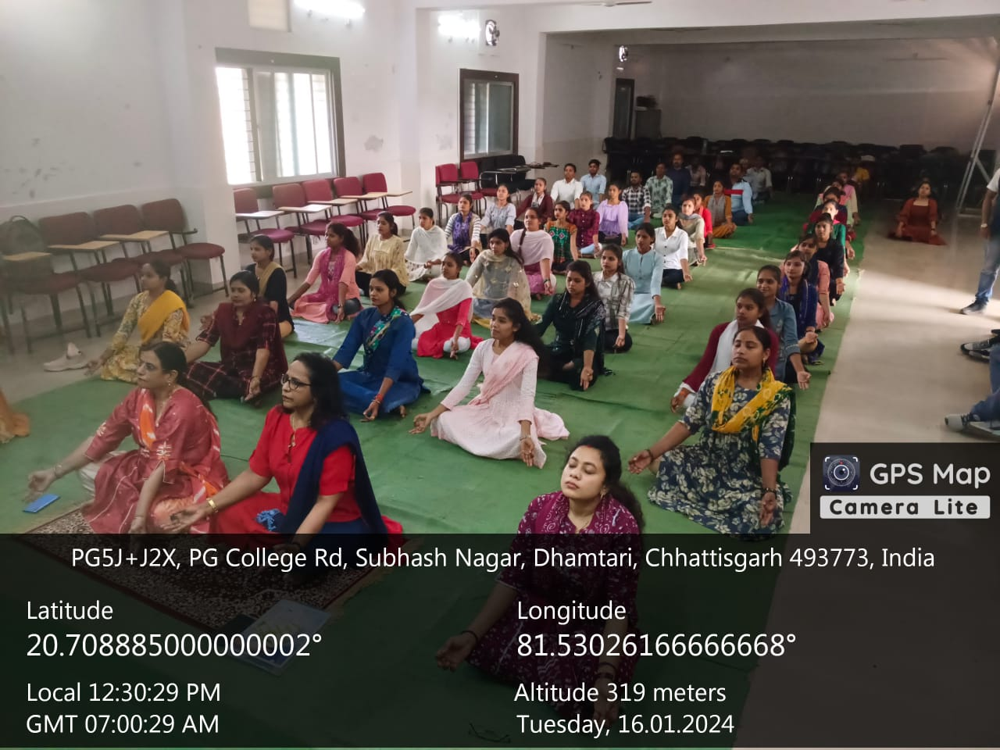 GPS Map
Camera Lite
PG5J+J2X, PG College Rd, Subhash Nagar, Dhamtari, Chhattisgarh 493773, India
Latitude
20.708885000000002°
Longitude
81.53026166666668°
Local 12:30:29 PM
GMT 07:00:29 AM
Altitude 319 meters
Tuesday, 16.01.2024